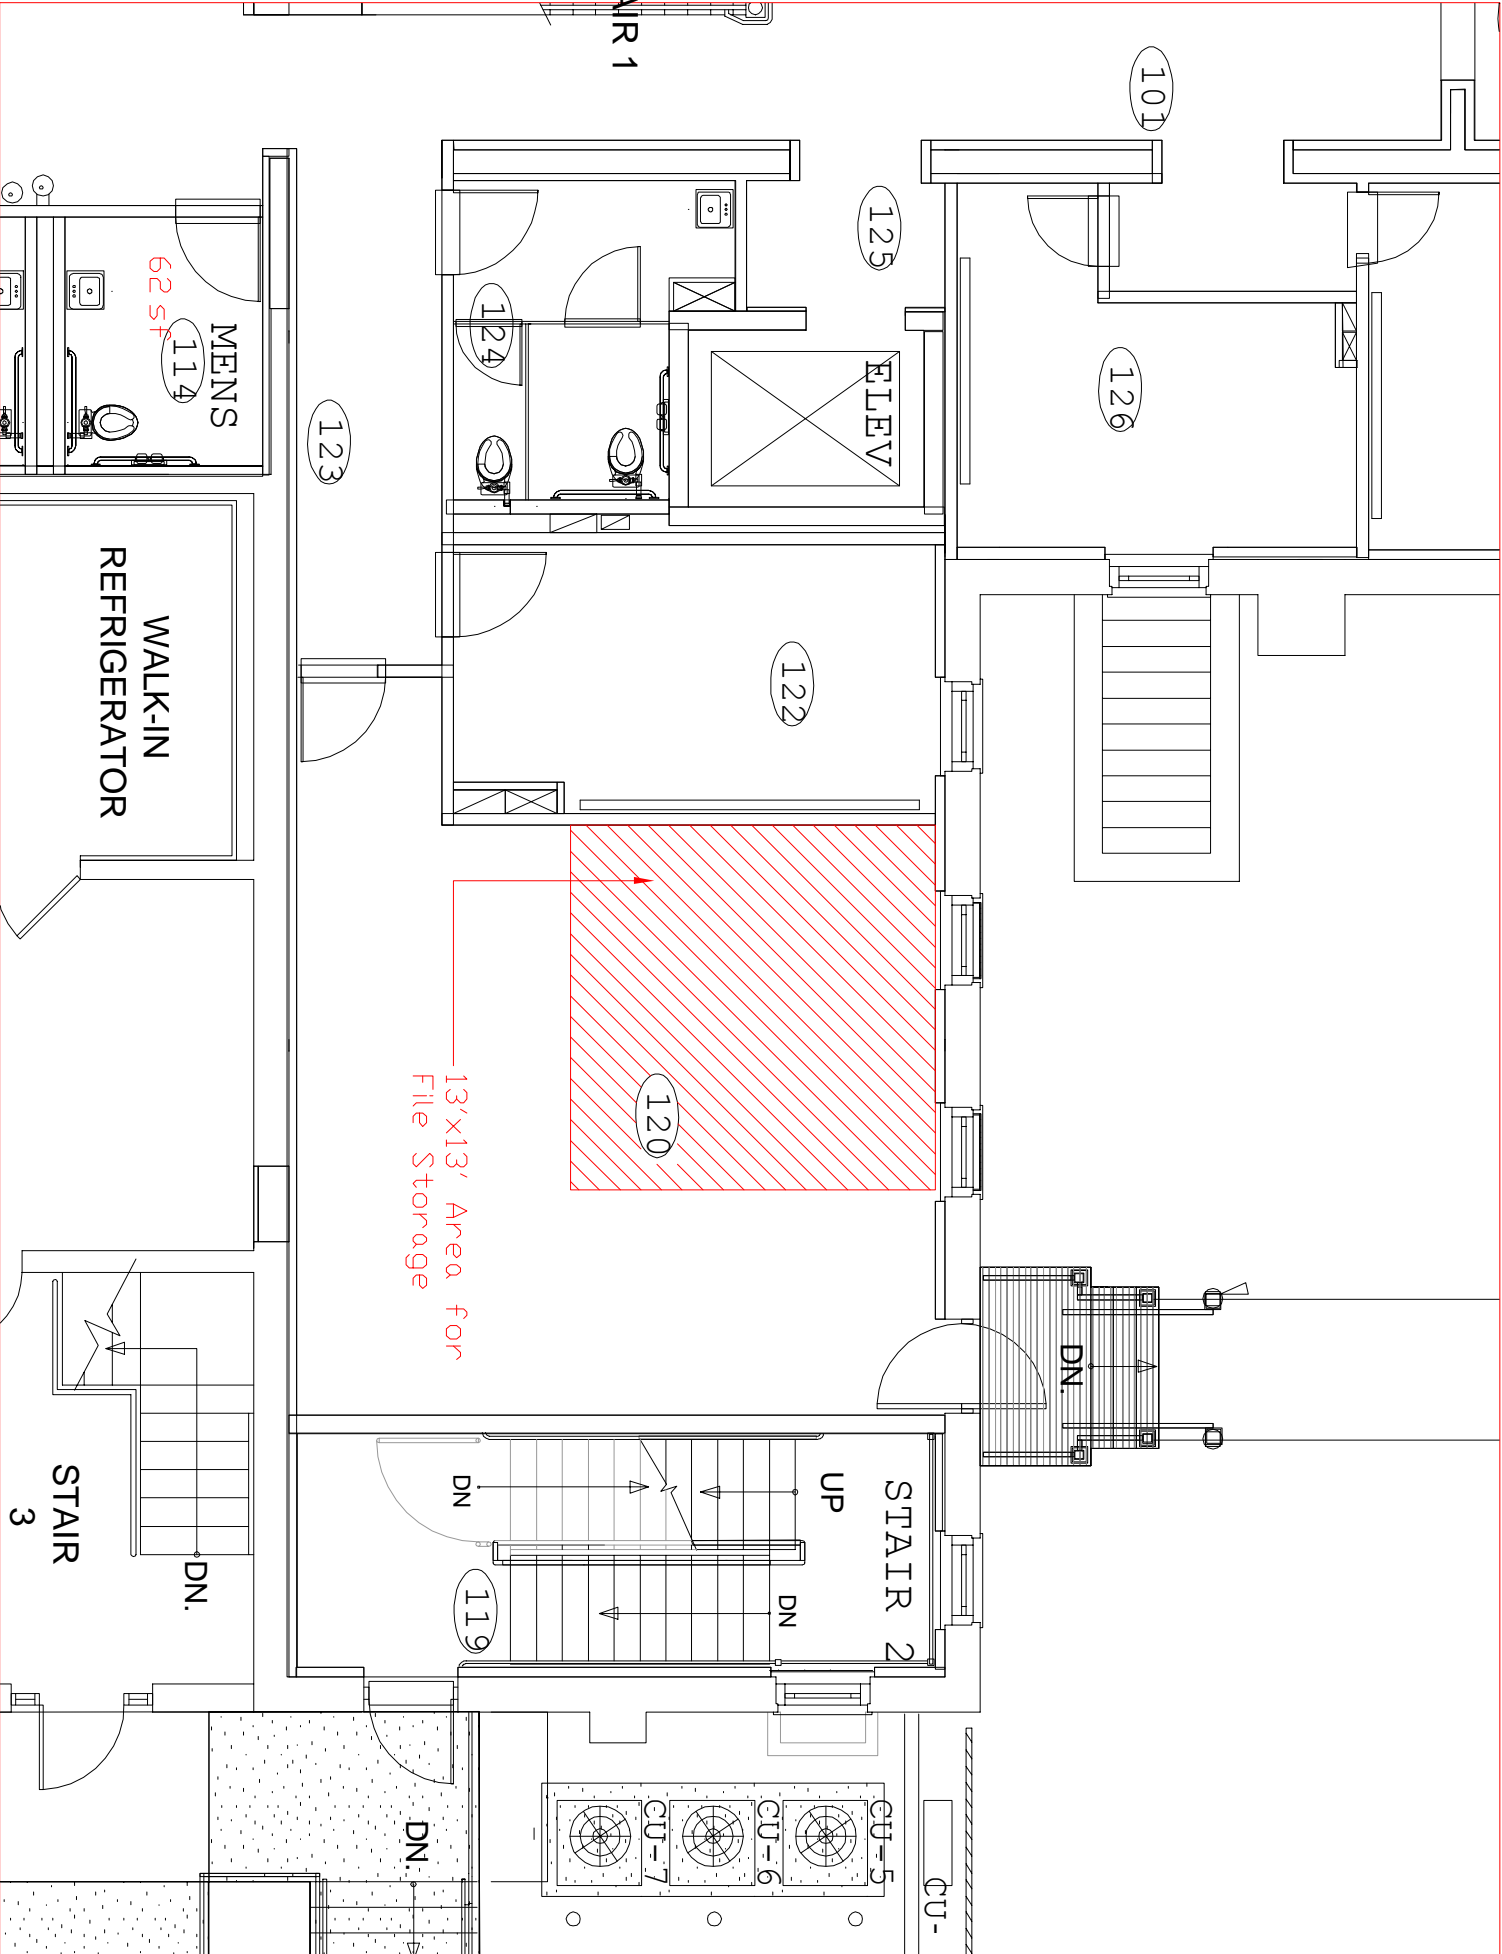 AIR 1
101
125
124
ELEV
126
MENS
114
62 sf
123
WALK-IN
REFRIGERATOR
122
120
13'x13' Area for
File Storage
DN.
STAIR
3
DN.
UP
DN
STAIR 2
DN
119
DN.
CU-5
CU-6
CU-7
CU-